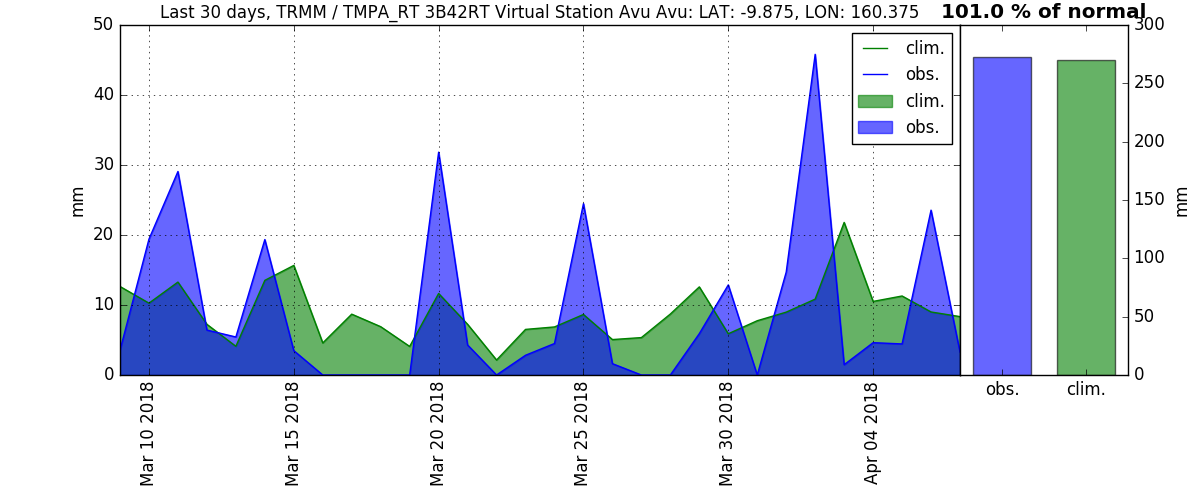 Last 30 days, TRMM / TMPA_RT 3B42RT Virtual Station Avu Avu: LAT: -9.875, LON: 160.375
101.0 % of normal
50
40
30
20
10
0
mm
clim.
obs.
clim.
obs.
Mar 10 2018
Mar 15 2018
Mar 20 2018
Mar 25 2018
Mar 30 2018
Apr 04 2018
300
250
200
150
100
50
0
mm
obs.
clim.